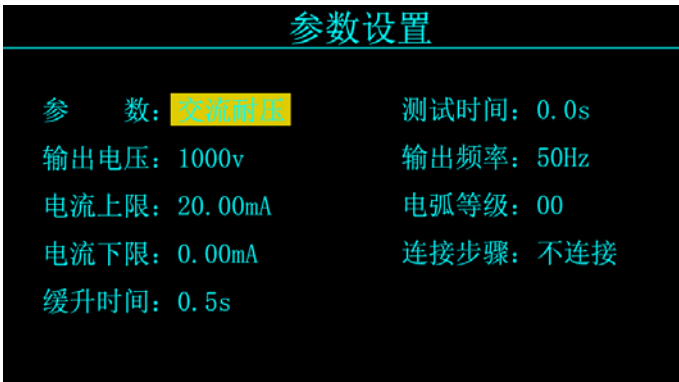 参数设置
参　　数：交流耐压　测试时间：0.0s
输出电压：1000v　输出频率：50Hz
电流上限：20.00mA　电弧等级：00
电流下限：0.00mA　连接步骤：不连接
缓升时间：0.5s